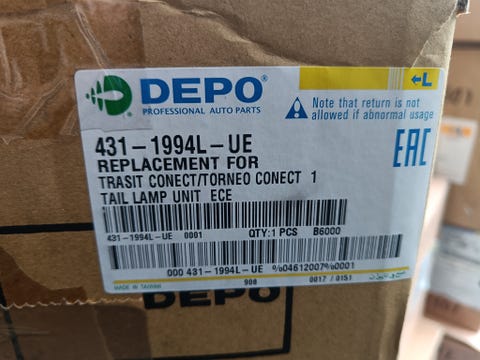 DEPO®
PROFESSIONAL AUTO PARTS
←L
Note that return is not
allowed if abnormal usage
431-1994L-UE
REPLACEMENT FOR
EAC
TRASIT CONECT/TORNEO CONECT 1
TAIL LAMP UNIT ECE
431-1994L-UE 0001 QTY:1 PCS B6000
000 431-1994L-UE %04612007%0001
MADE IN TAIWAN 908 0017 / 0151
DEPO